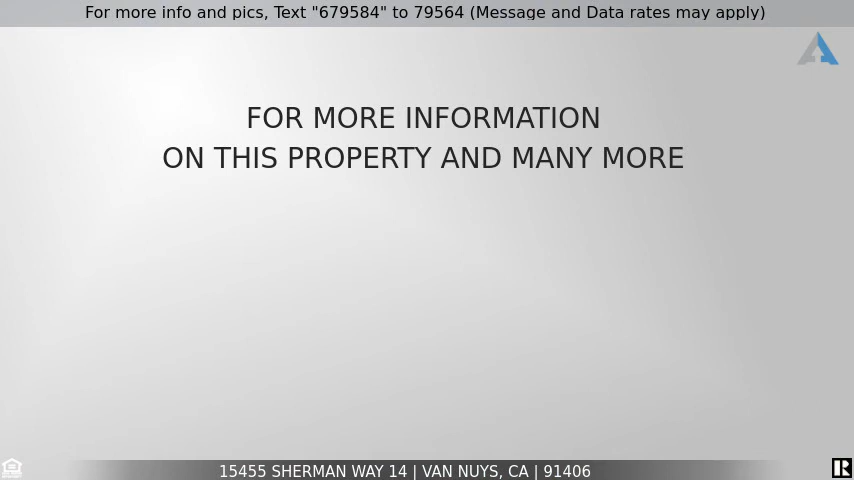 For more info and pics, Text "679584" to 79564 (Message and Data rates may apply)
FOR MORE INFORMATION
ON THIS PROPERTY AND MANY MORE
15455 SHERMAN WAY 14 | VAN NUYS, CA | 91406